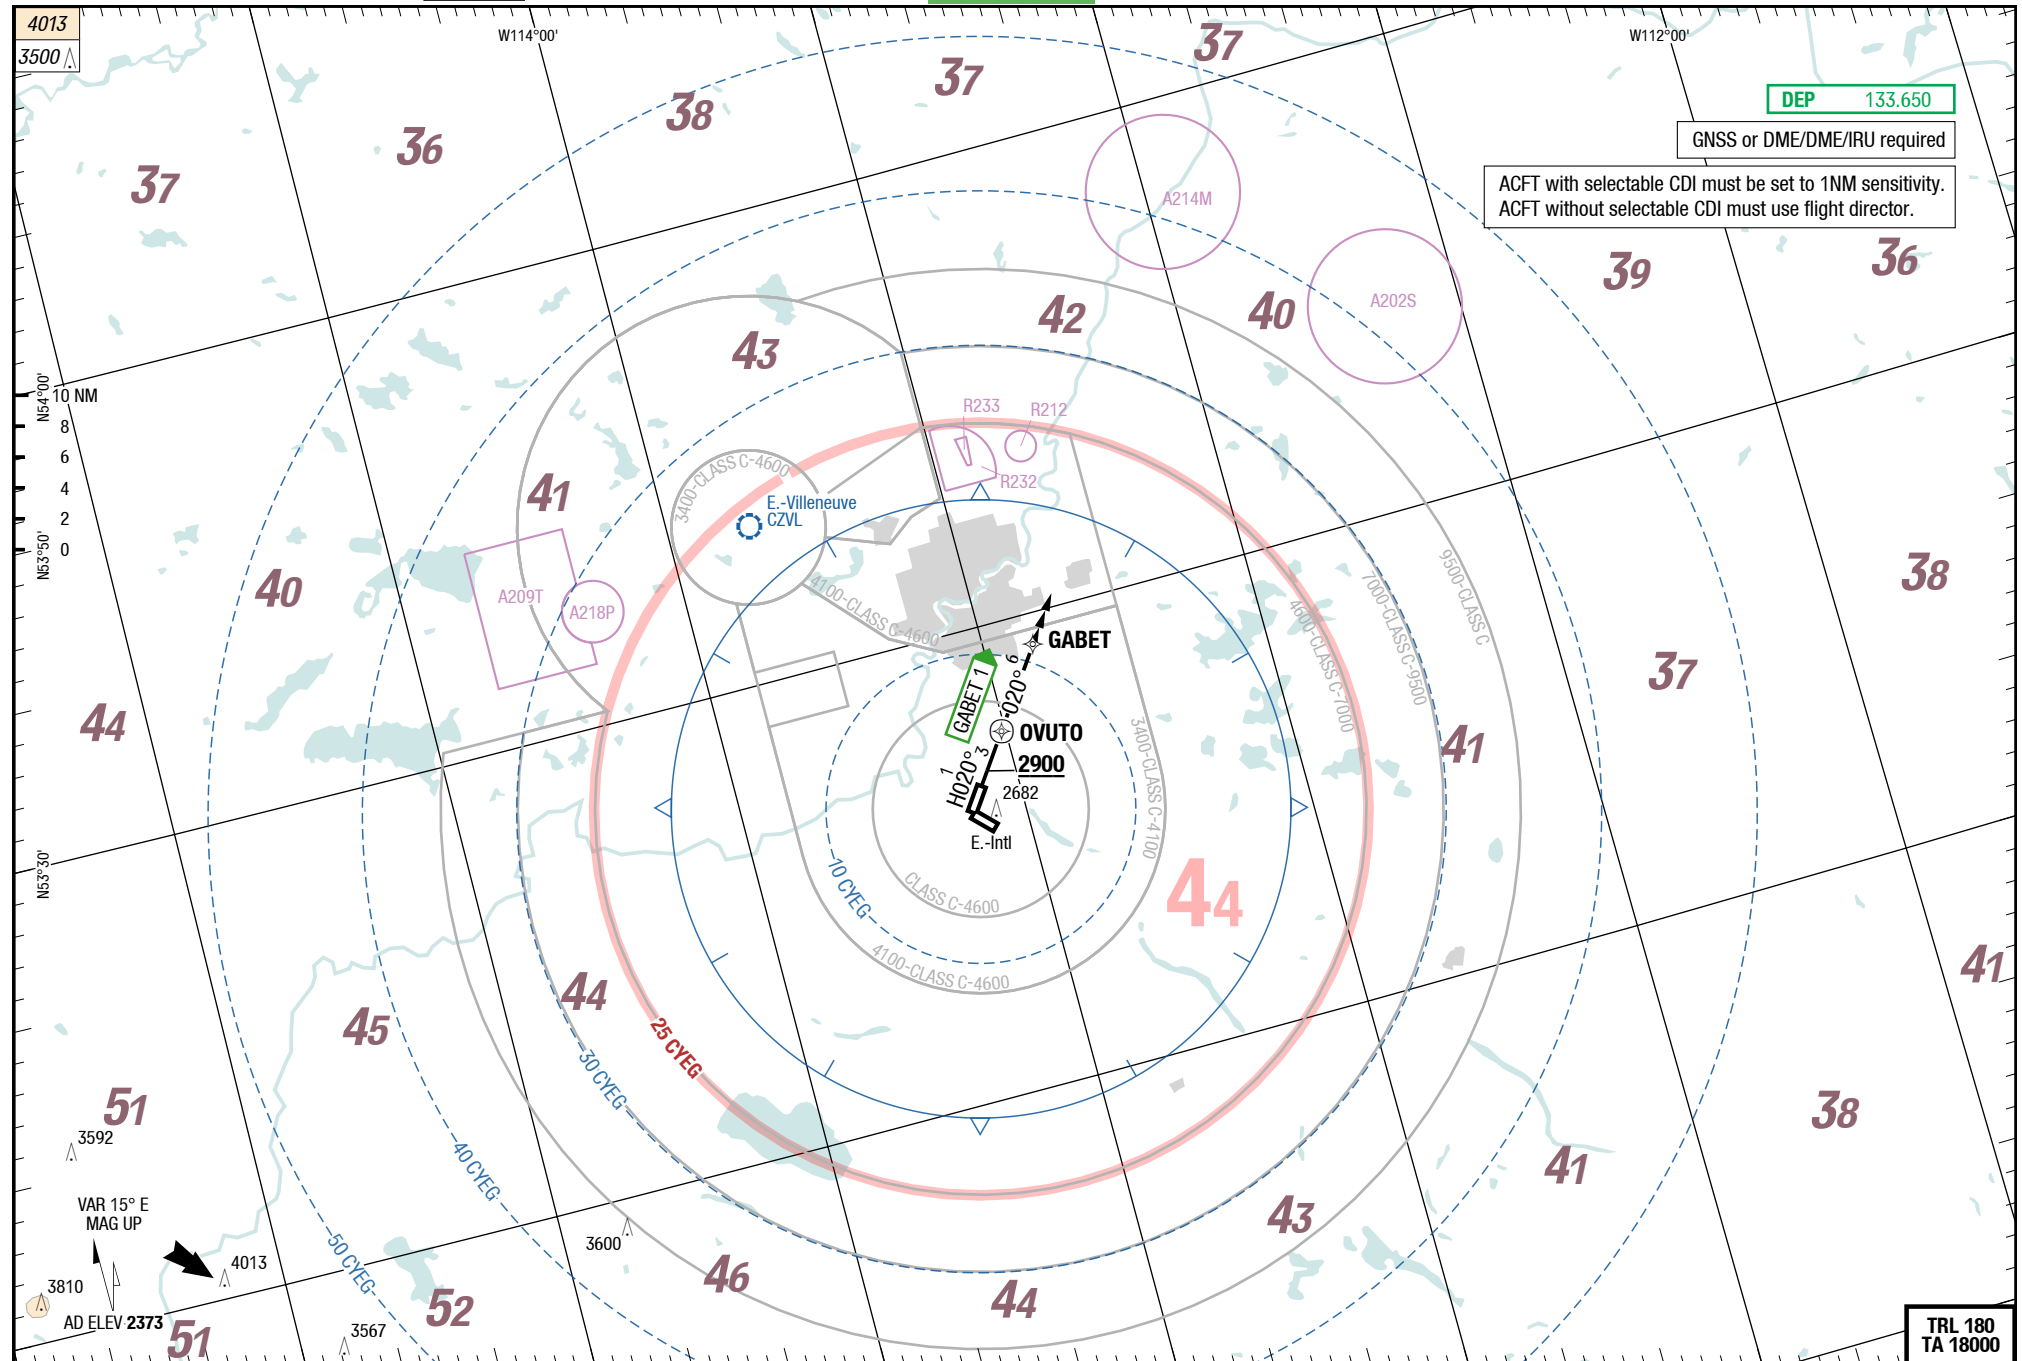 4013
3500
W114°00'
W112°00'
37
37
38
36
37
DEP 133.650
GNSS or DME/DME/IRU required
ACFT with selectable CDI must be set to 1NM sensitivity.
ACFT without selectable CDI must use flight director.
A214M
A202S
39
36
42
40
43
N54°00'
10 NM
8
6
4
2
0
N53°50'
R233
R212
R232
3400-CLASS C-4600
E.-Villeneuve
CZVL
41
40
A209T
A218P
4100-CLASS C-4600
9500-CLASS C
7000-CLASS C-9500
4600-CLASS C-7000
3400-CLASS C-4100
38
37
44
41
GABET
GABET 1
020°
6
OVUTO
2900
H020°
1
3
2682
E.-Intl
N53°30'
10 CYEG
CLASS C-4600
4100-CLASS C-4600
44
44
45
41
25 CYEG
30 CYEG
40 CYEG
50 CYEG
51
38
41
43
3592
VAR 15° E
MAG UP
3600
4013
3810
AD ELEV 2373
51
52
3567
46
44
TRL 180
TA 18000